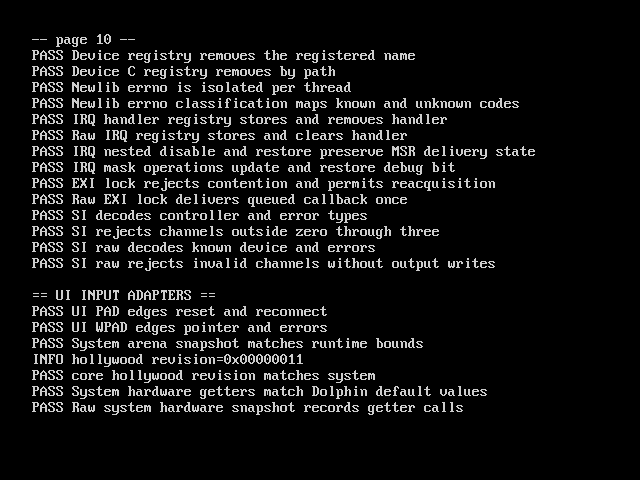 -- page 10 --
PASS Device registry removes the registered name
PASS Device C registry removes by path
PASS Newlib errno is isolated per thread
PASS Newlib errno classification maps known and unknown codes
PASS IRQ handler registry stores and removes handler
PASS Raw IRQ registry stores and clears handler
PASS IRQ nested disable and restore preserve MSR delivery state
PASS IRQ mask operations update and restore debug bit
PASS EXI lock rejects contention and permits reacquisition
PASS Raw EXI lock delivers queued callback once
PASS SI decodes controller and error types
PASS SI rejects channels outside zero through three
PASS SI raw decodes known device and errors
PASS SI raw rejects invalid channels without output writes

== UI INPUT ADAPTERS ==
PASS UI PAD edges reset and reconnect
PASS UI WPAD edges pointer and errors
PASS System arena snapshot matches runtime bounds
INFO hollywood revision=0x00000011
PASS core hollywood revision matches system
PASS System hardware getters match Dolphin default values
PASS Raw system hardware snapshot records getter calls